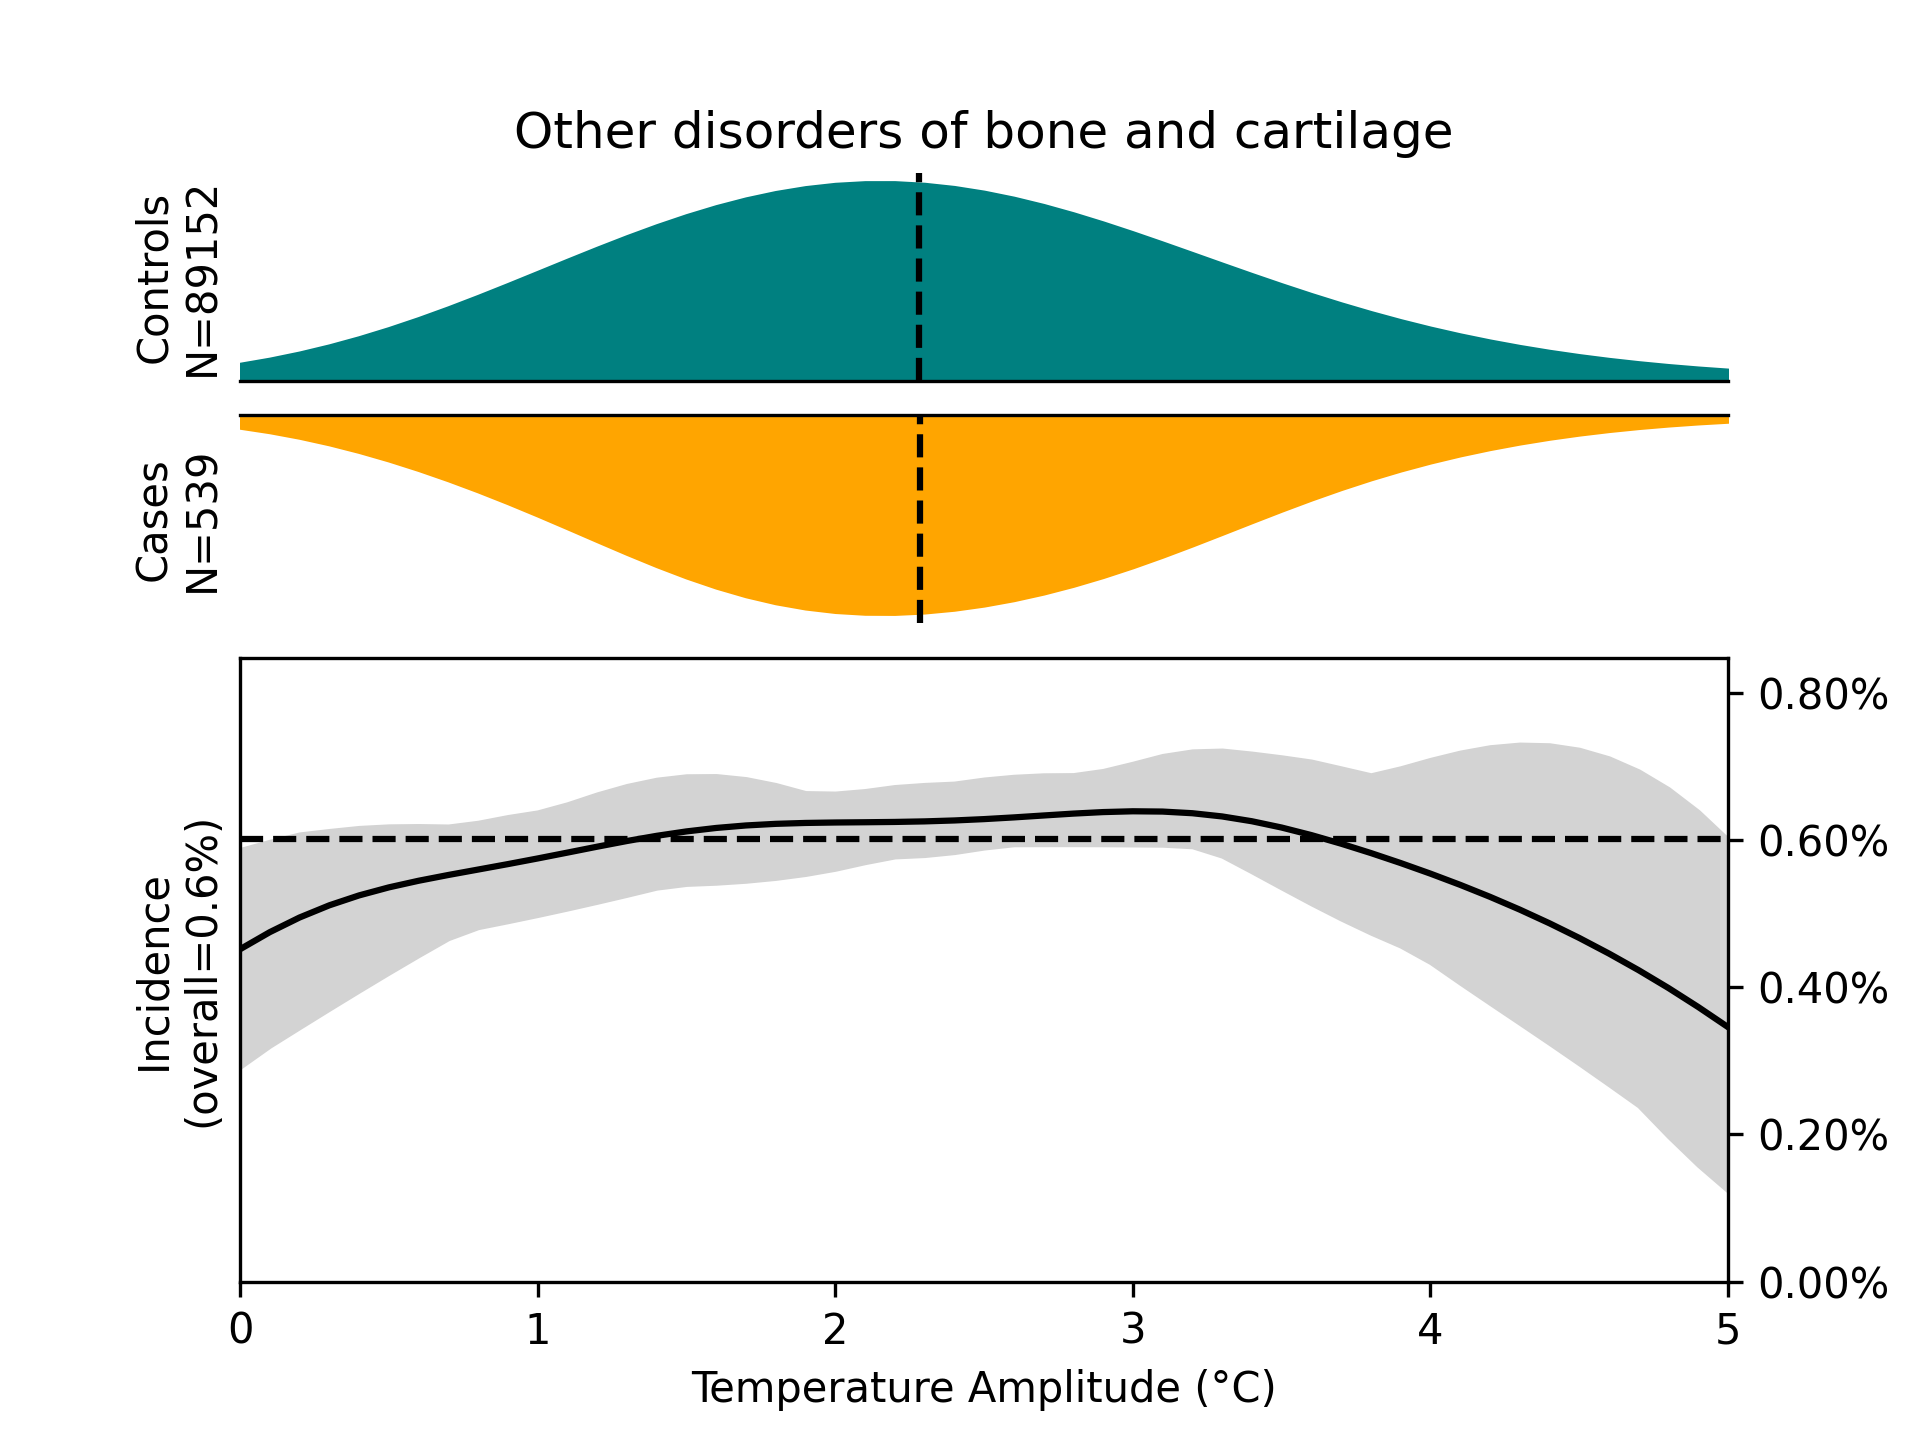 Other disorders of bone and cartilage
Controls
N=89152
Cases
N=539
Incidence
(overall=0.6%)
0.80%
0.60%
0.40%
0.20%
0.00%
0 1 2 3 4 5
Temperature Amplitude (°C)